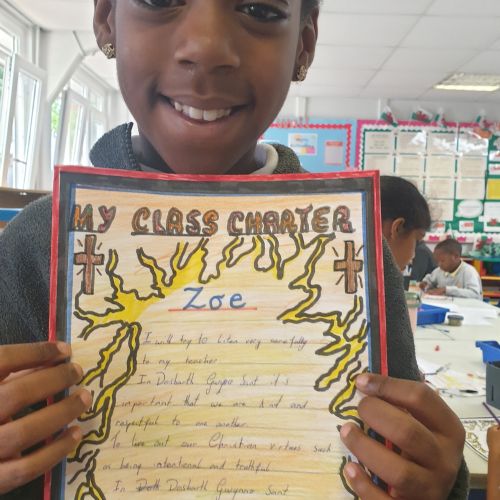 MY CLASS CHARTER
Zoe
I will try to listen very carefully
to my teacher
In Dosbarth Gwynne Saint it's
important that we are kind and
respectful to one another
To live out our Christian virtues such
as being intentional and truthful
In Dosbarth Gwynne Saint